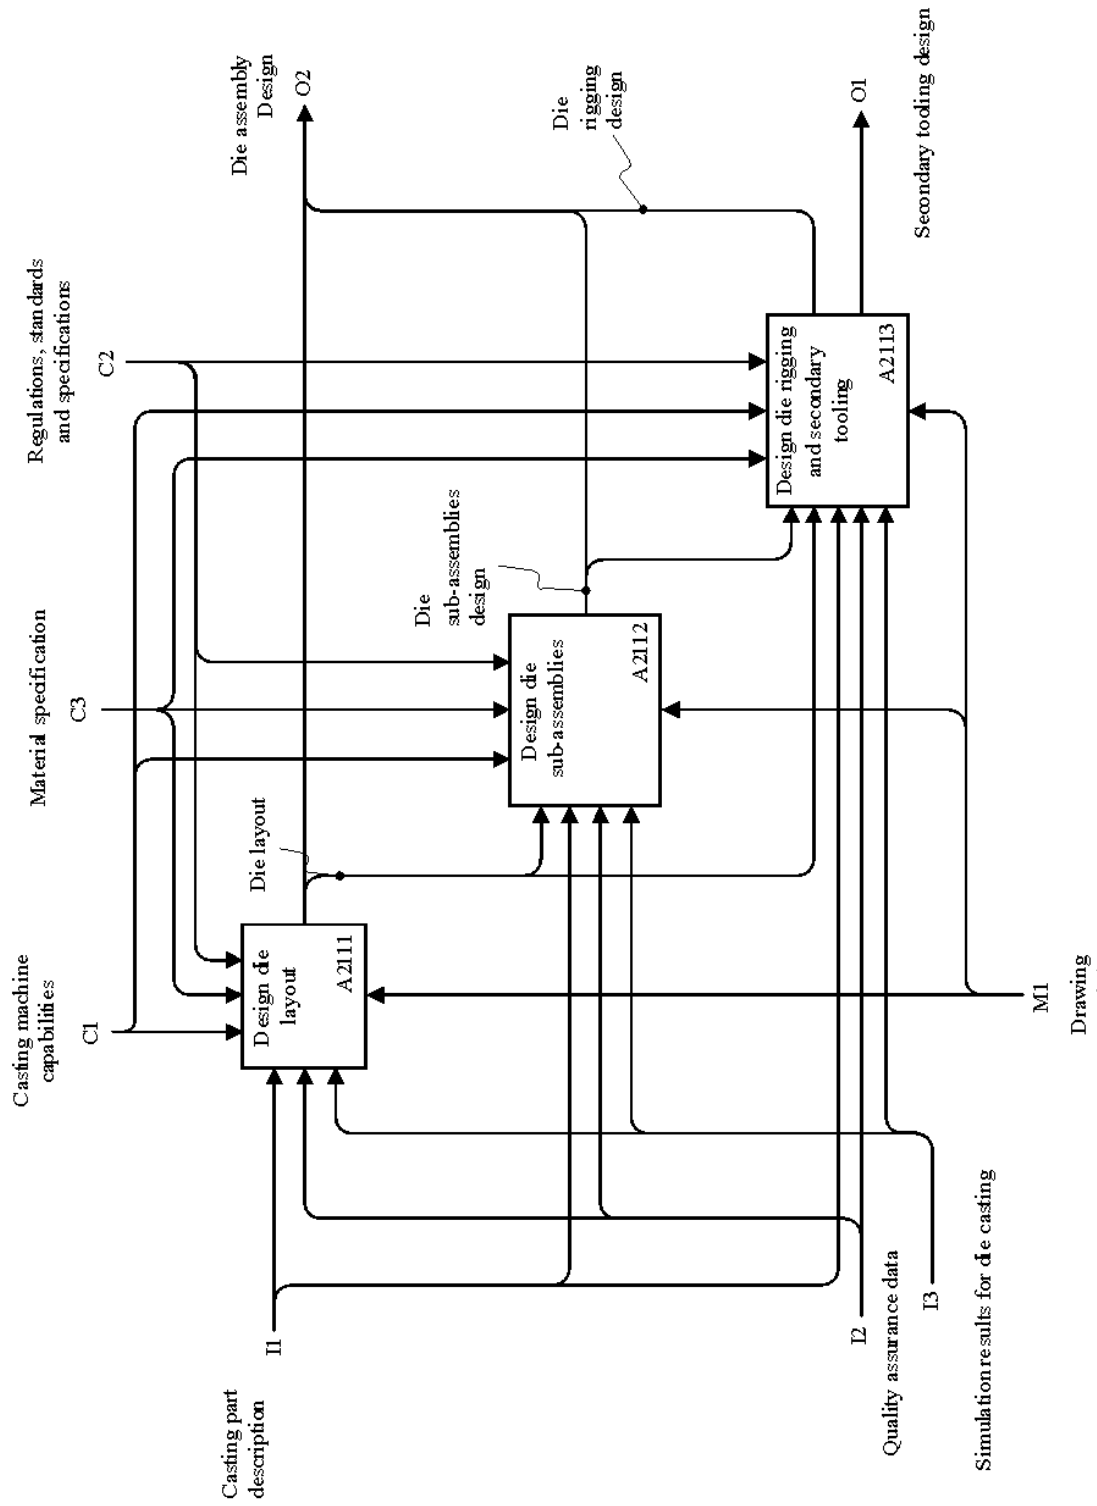 Casting machine
capabilities
C1
Material specification
C3
Regulations, standards
and specifications
C2
Casting part
description
I1
Design die
layout
A2111
Die layout
Die assembly
Design
O2
Design die
sub-assemblies
A2112
Die
sub-assemblies
design
Die
rigging
design
Design die rigging
and secondary
tooling
A2113
O1
Secondary tooling design
I2
Quality assurance data
I3
Simulation results for die casting
M1
Drawing